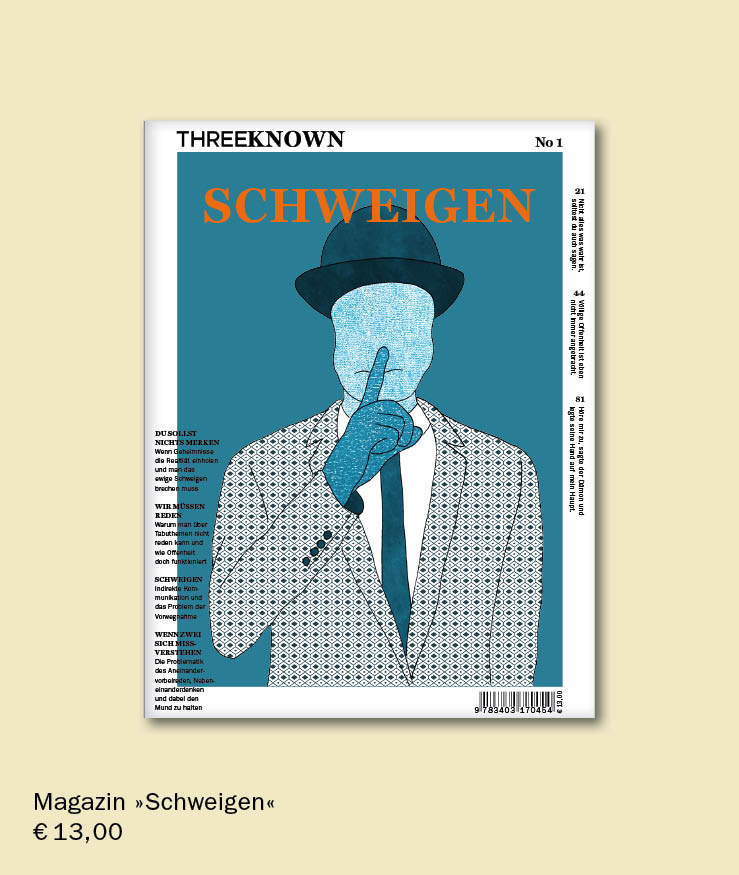 THREEKNOWN
No 1
SCHWEIGEN
21
Nicht alles was wahr ist,
solltest du auch sagen.
44
Völlige Offenheit ist eben
nicht immer angebracht.
81
Höre mir zu, sagte der Dämon und
legte seine Hand auf mein Haupt.
DU SOLLST
NICHTS MERKEN
Wenn Geheimnisse
die Realität einholen
und man das
ewige Schweigen
brechen muss
WIR MÜSSEN
REDEN
Warum man über
Tabuthemen nicht
reden kann und
wie Offenheit
doch funktioniert
SCHWEIGEN
Indirekte Kom-
munikation und
das Problem der
Vorwegnahme
WENN ZWEI
SICH MISS-
VERSTEHEN
Die Problematik
des Aneinander-
vorbeiredens, Neben-
einanderdenken
und dabei den
Mund zu halten
9 783403 170454
€ 13,00
Magazin »Schweigen«
€ 13,00